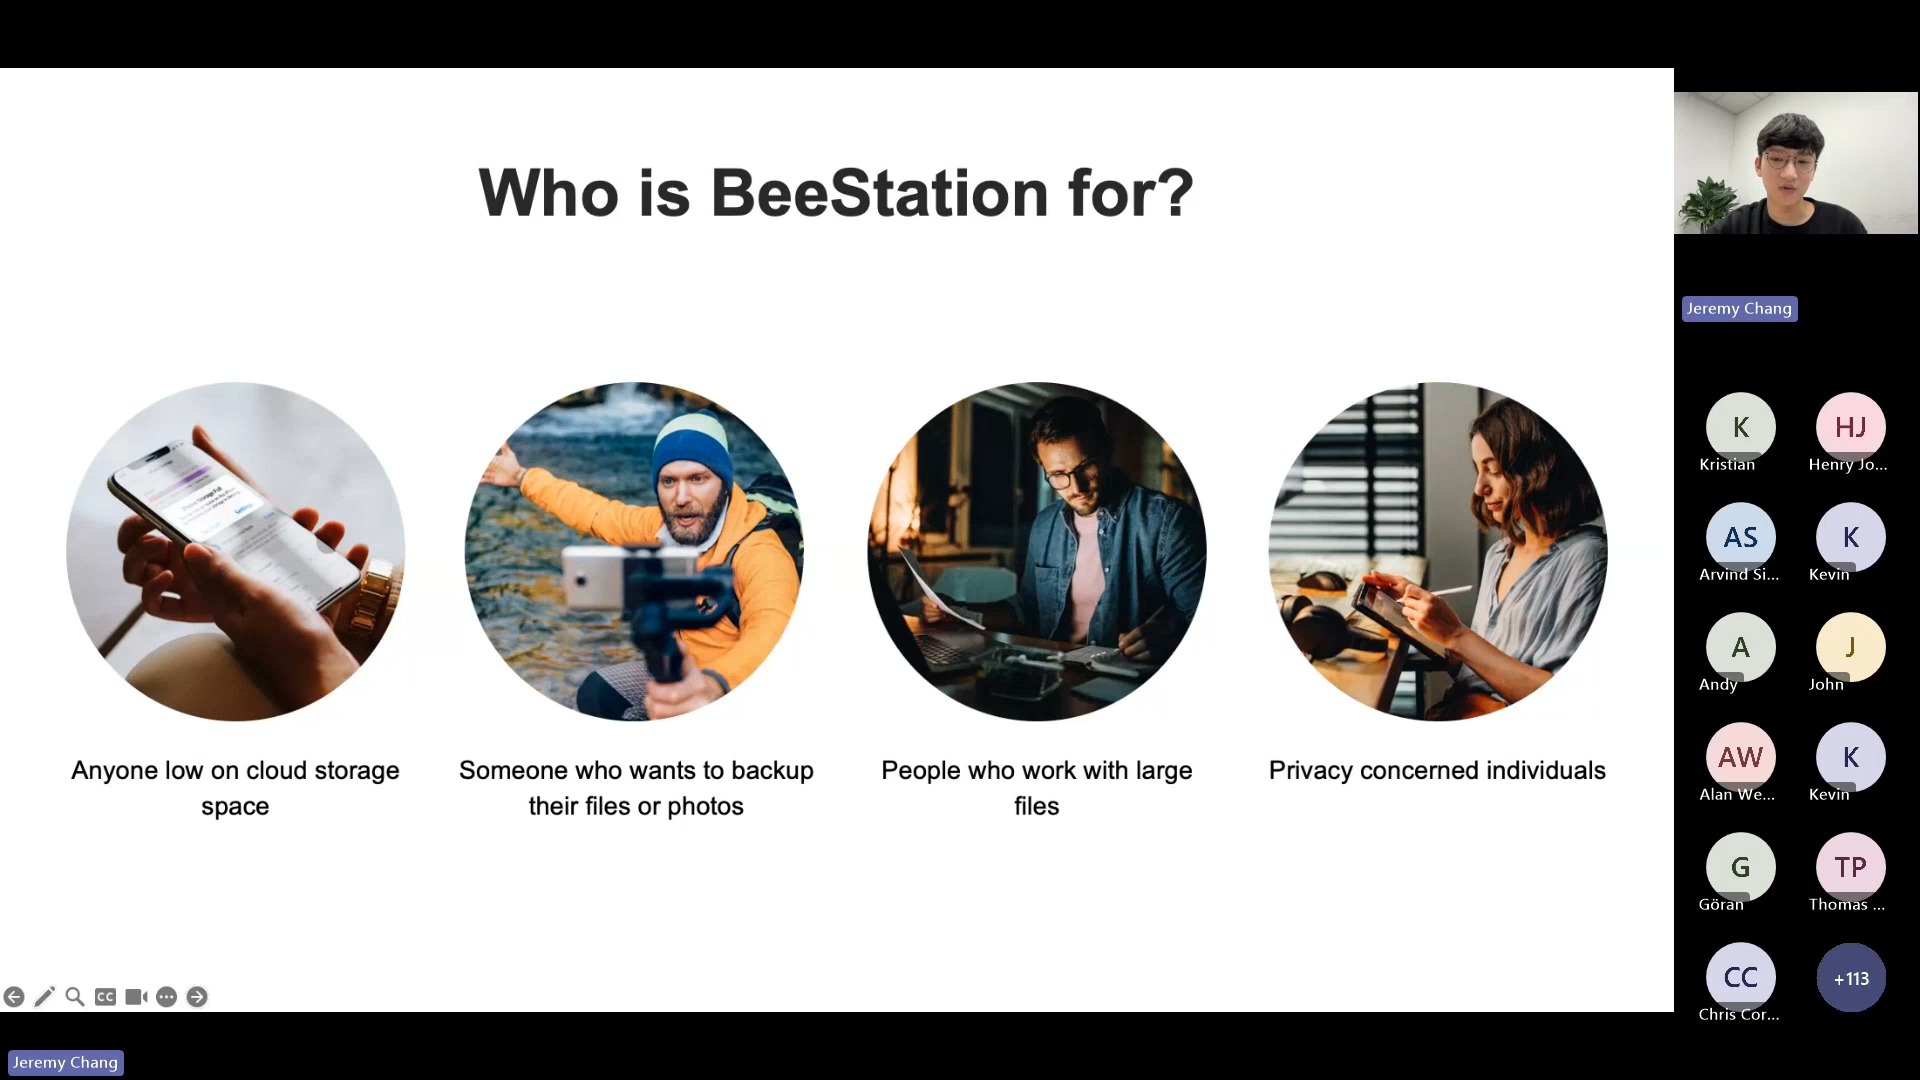 Who is BeeStation for?
Anyone low on cloud storage
space
Someone who wants to backup
their files or photos
People who work with large
files
Privacy concerned individuals
CC
Jeremy Chang
Jeremy Chang
K
Kristian
HJ
Henry Jo...
AS
Arvind Si...
K
Kevin
A
Andy
J
John
AW
Alan We...
K
Kevin
G
Göran
TP
Thomas ...
CC
Chris Cor...
+113